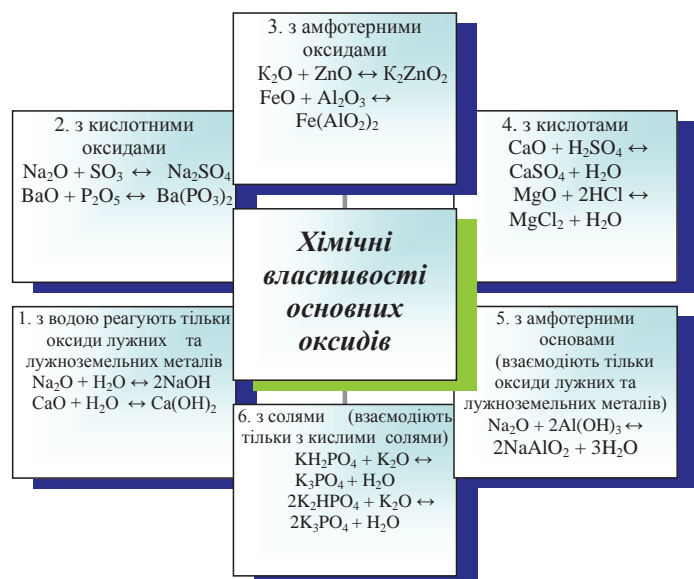 3. з амфотерними
оксидами
K₂O + ZnO ↔ K₂ZnO₂
FeO + Al₂O₃ ↔
Fe(AlO₂)₂
2. з кислотними
оксидами
Na₂O + SO₃ ↔ Na₂SO₄
BaO + P₂O₅ ↔ Ba(PO₃)₂
4. з кислотами
CaO + H₂SO₄ ↔
CaSO₄ + H₂O
MgO + 2HCl ↔
MgCl₂ + H₂O
Хімічні
властивості
основних
оксидів
1. з водою реагують тільки
оксиди лужних та
лужноземельних металів
Na₂O + H₂O ↔ 2NaOH
CaO + H₂O ↔ Ca(OH)₂
5. з амфотерними
основами
(взаємодіють тільки
оксиди лужних та
лужноземельних металів)
Na₂O + 2Al(OH)₃ ↔
2NaAlO₂ + 3H₂O
6. з солями (взаємодіють
тільки з кислими солями)
KH₂PO₄ + K₂O ↔
K₃PO₄ + H₂O
2K₂HPO₄ + K₂O ↔
2K₃PO₄ + H₂O